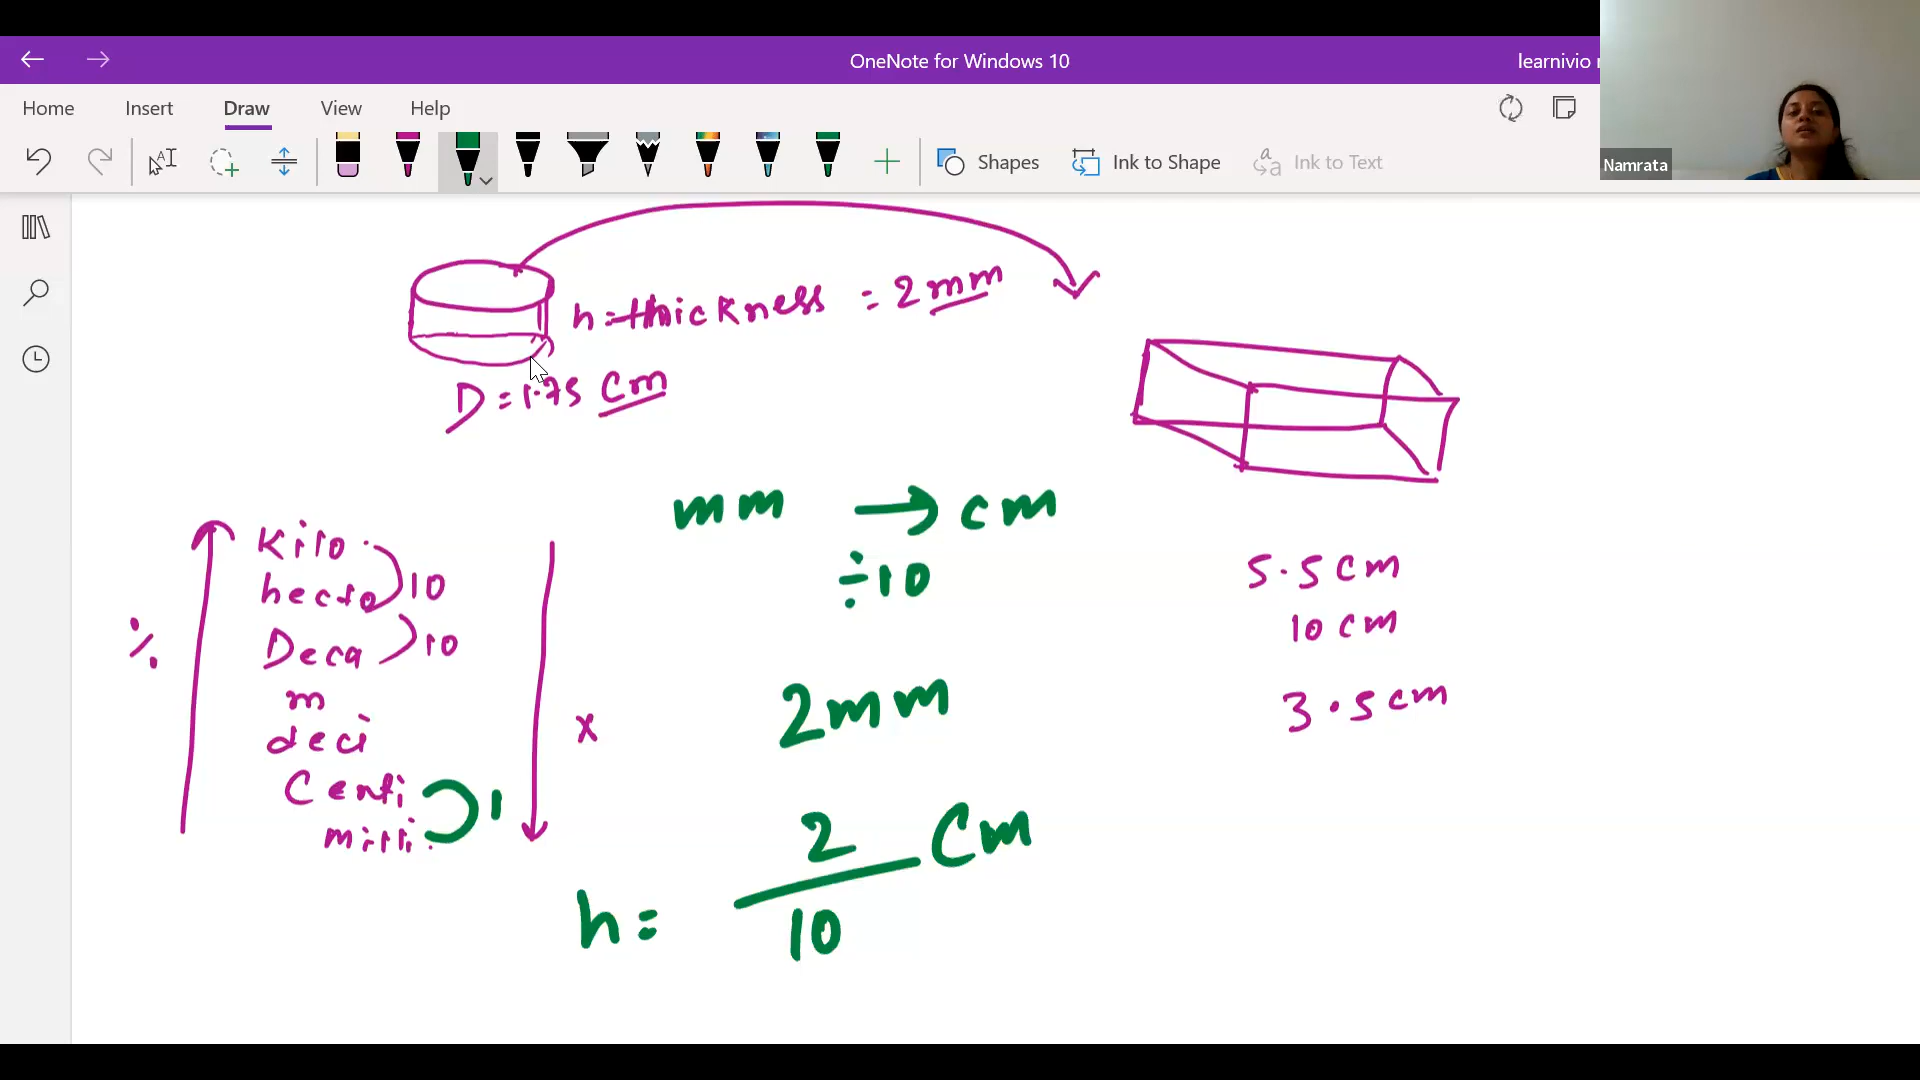 OneNote for Windows 10
learnivio
Home Insert Draw View Help
Shapes Ink to Shape Ink to Text
Namrata
h=thickness = 2mm
D = 1.75 cm
mm → cm
÷10
Kilo
hecto 10
Deca 10
m
deci
Centi
milli 1
%
x
2mm
h= 2/10 cm
5.5 cm
10 cm
3.5 cm